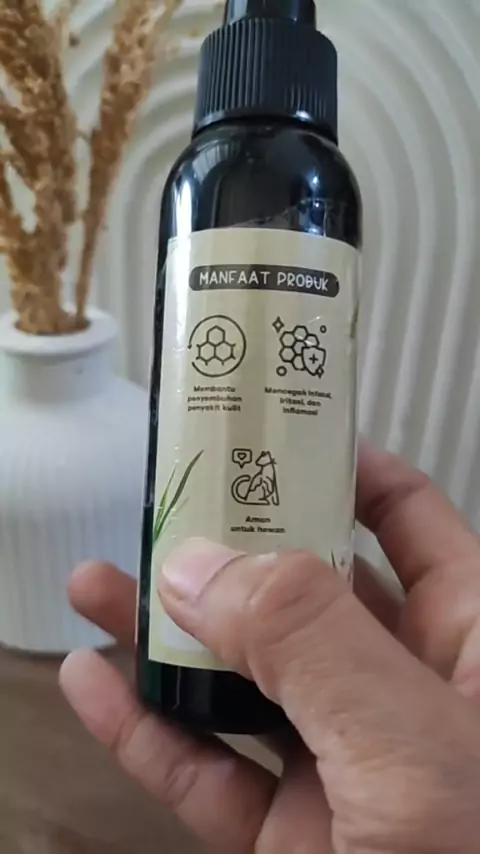 MANFAAT PRODUK
Membantu
penyembuhan
penyakit kulit
Mencegah infeksi,
iritasi, dan
inflamasi
Aman
untuk hewan